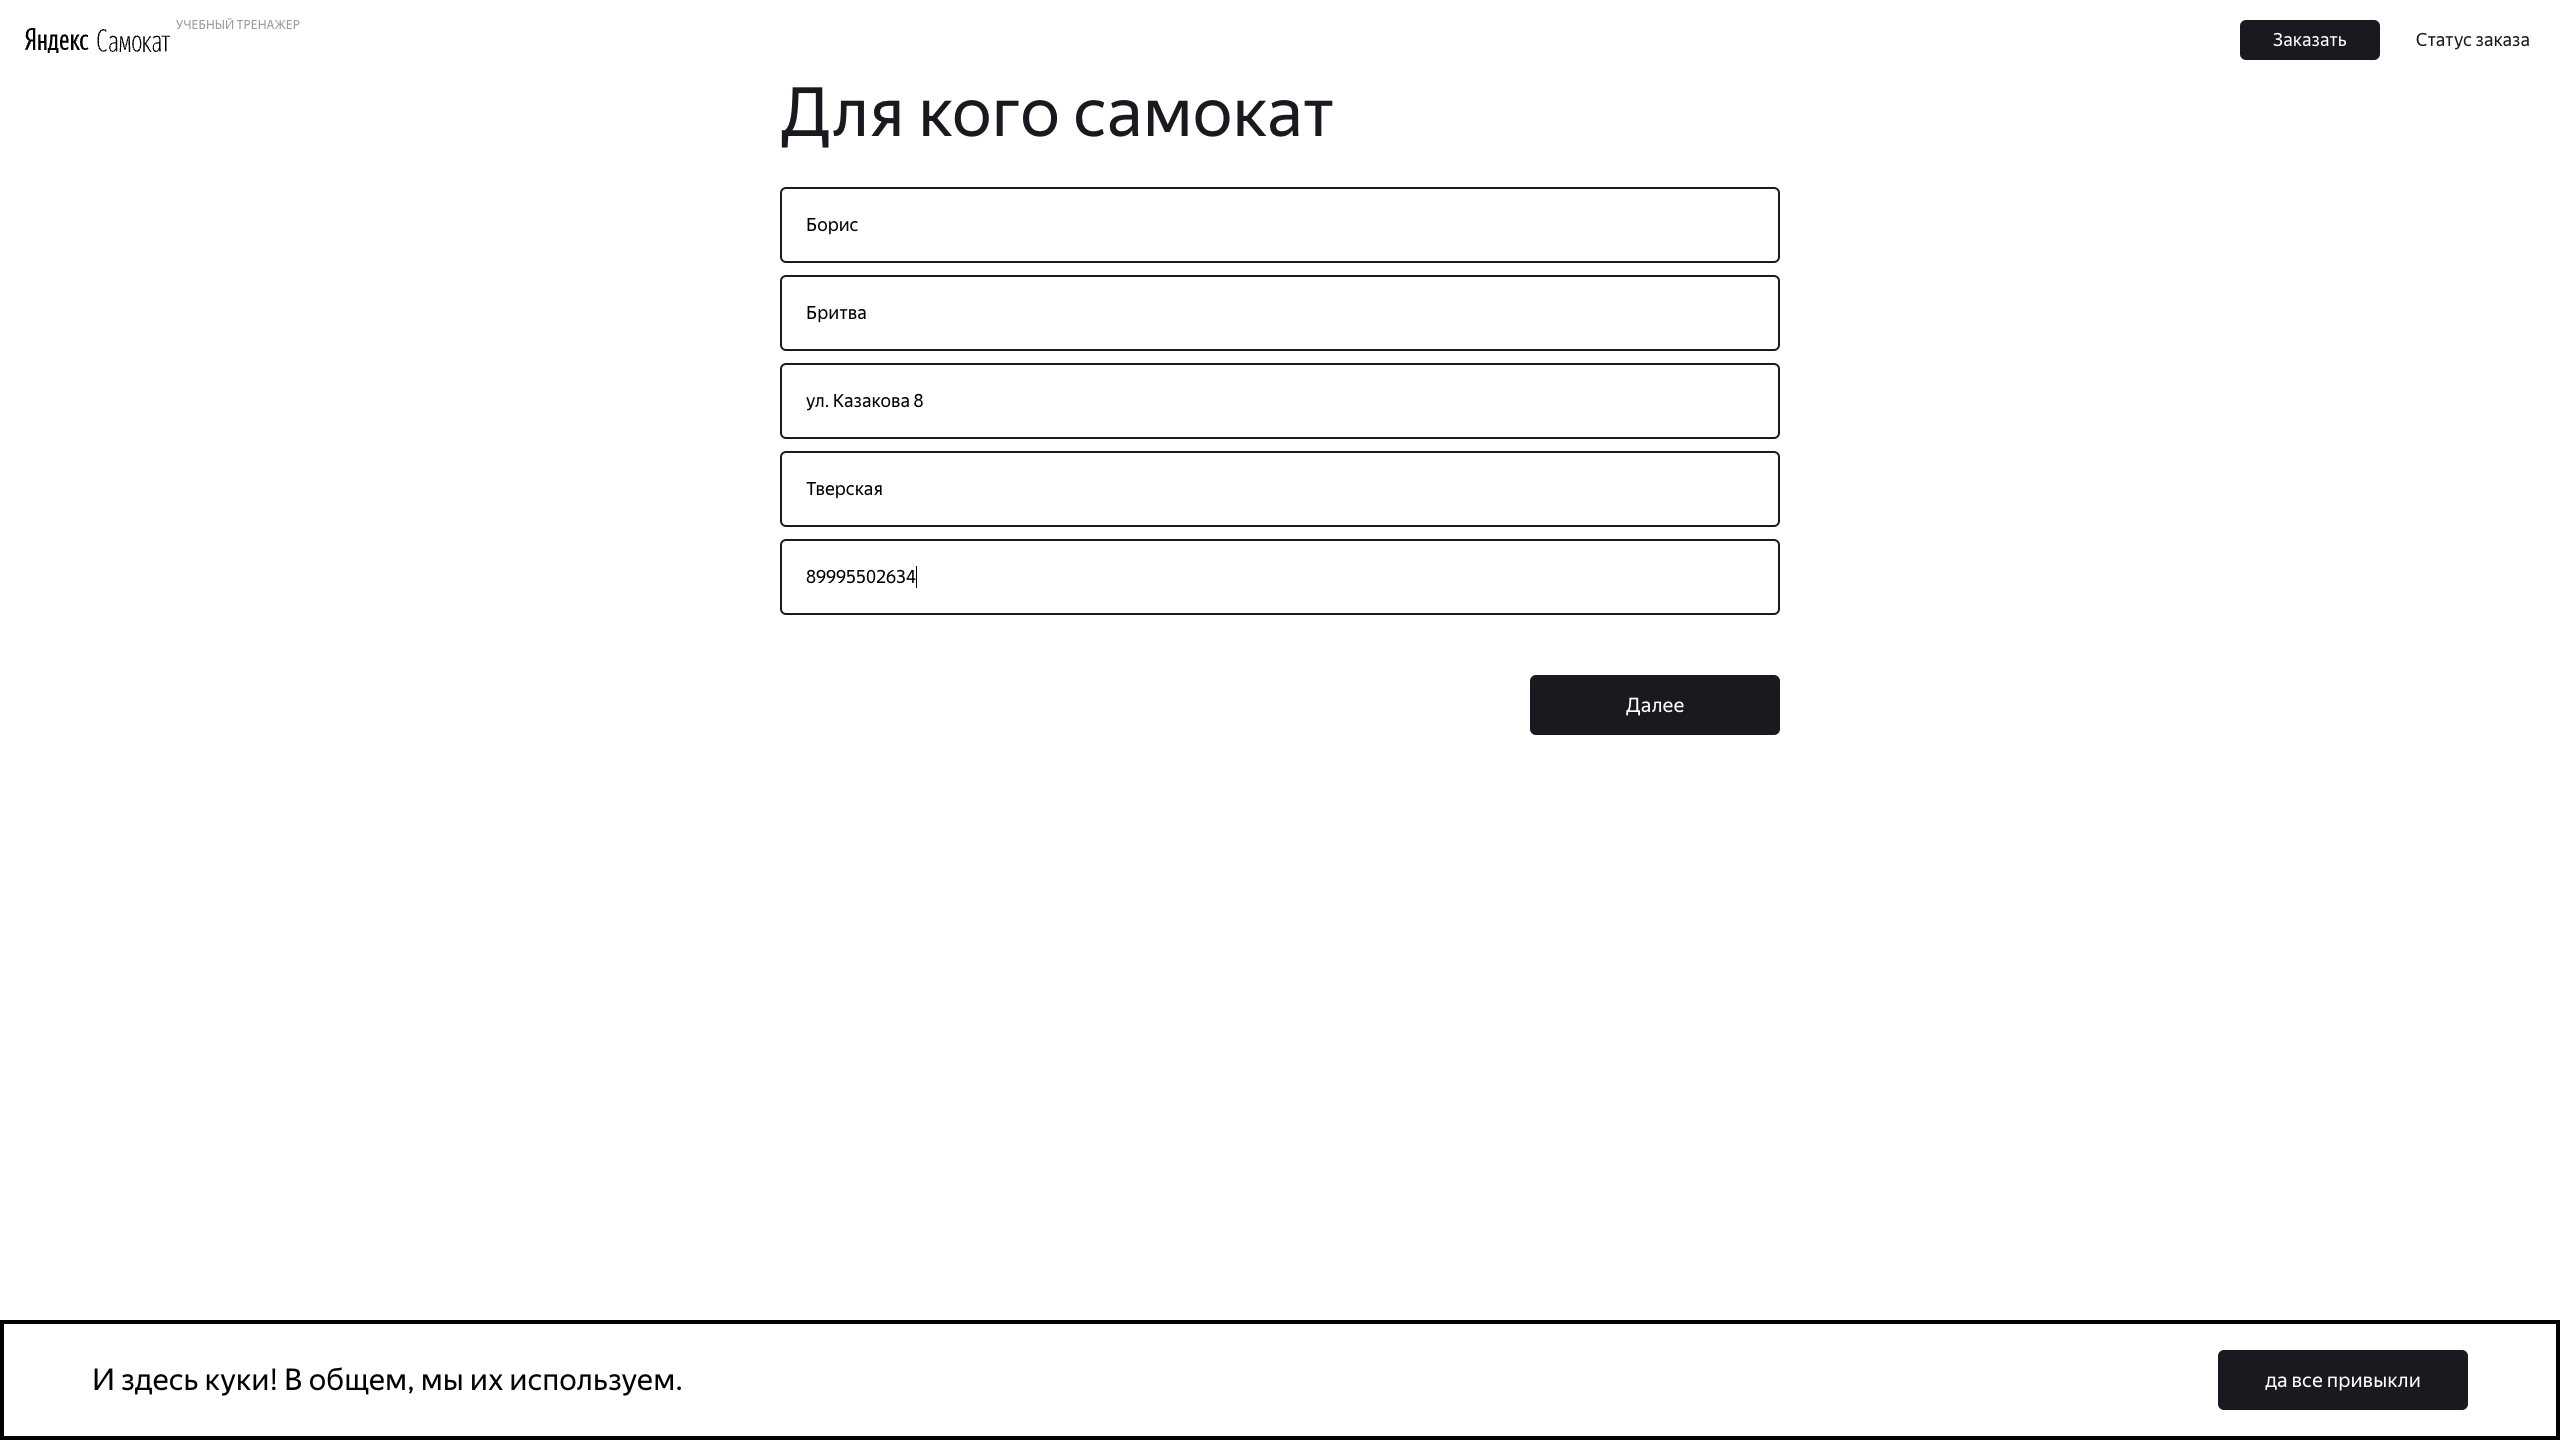 Яндекс Самокат
УЧЕБНЫЙ ТРЕНАЖЕР
Заказать
Статус заказа
Для кого самокат
Борис
Бритва
ул. Казакова 8
Тверская
89995502634
Далее
И здесь куки! В общем, мы их используем.
да все привыкли